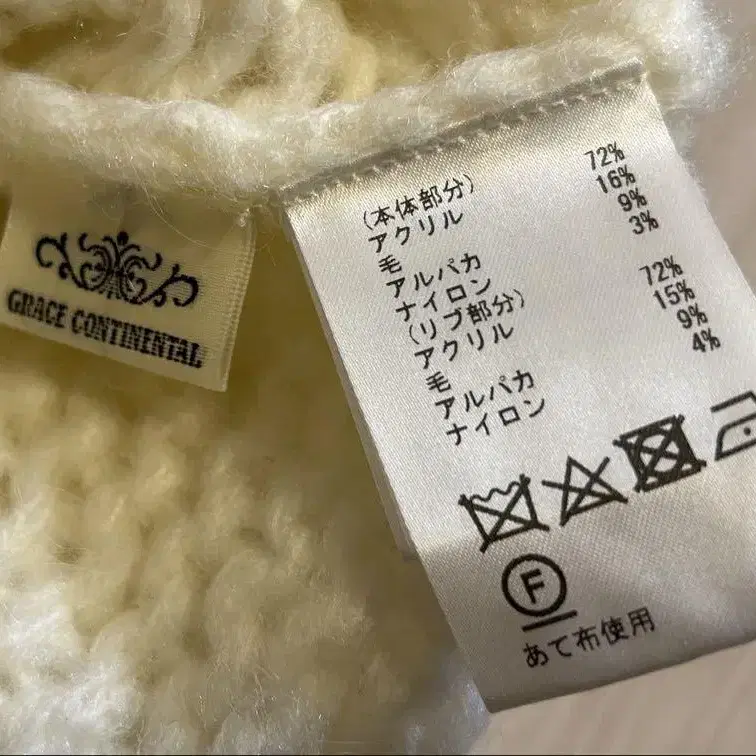 GRACE CONTINENTAL
(本体部分)
アクリル 72%
毛 16%
アルパカ 9%
ナイロン 3%
(リブ部分)
アクリル 72%
毛 15%
アルパカ 9%
ナイロン 4%
F
あて布使用